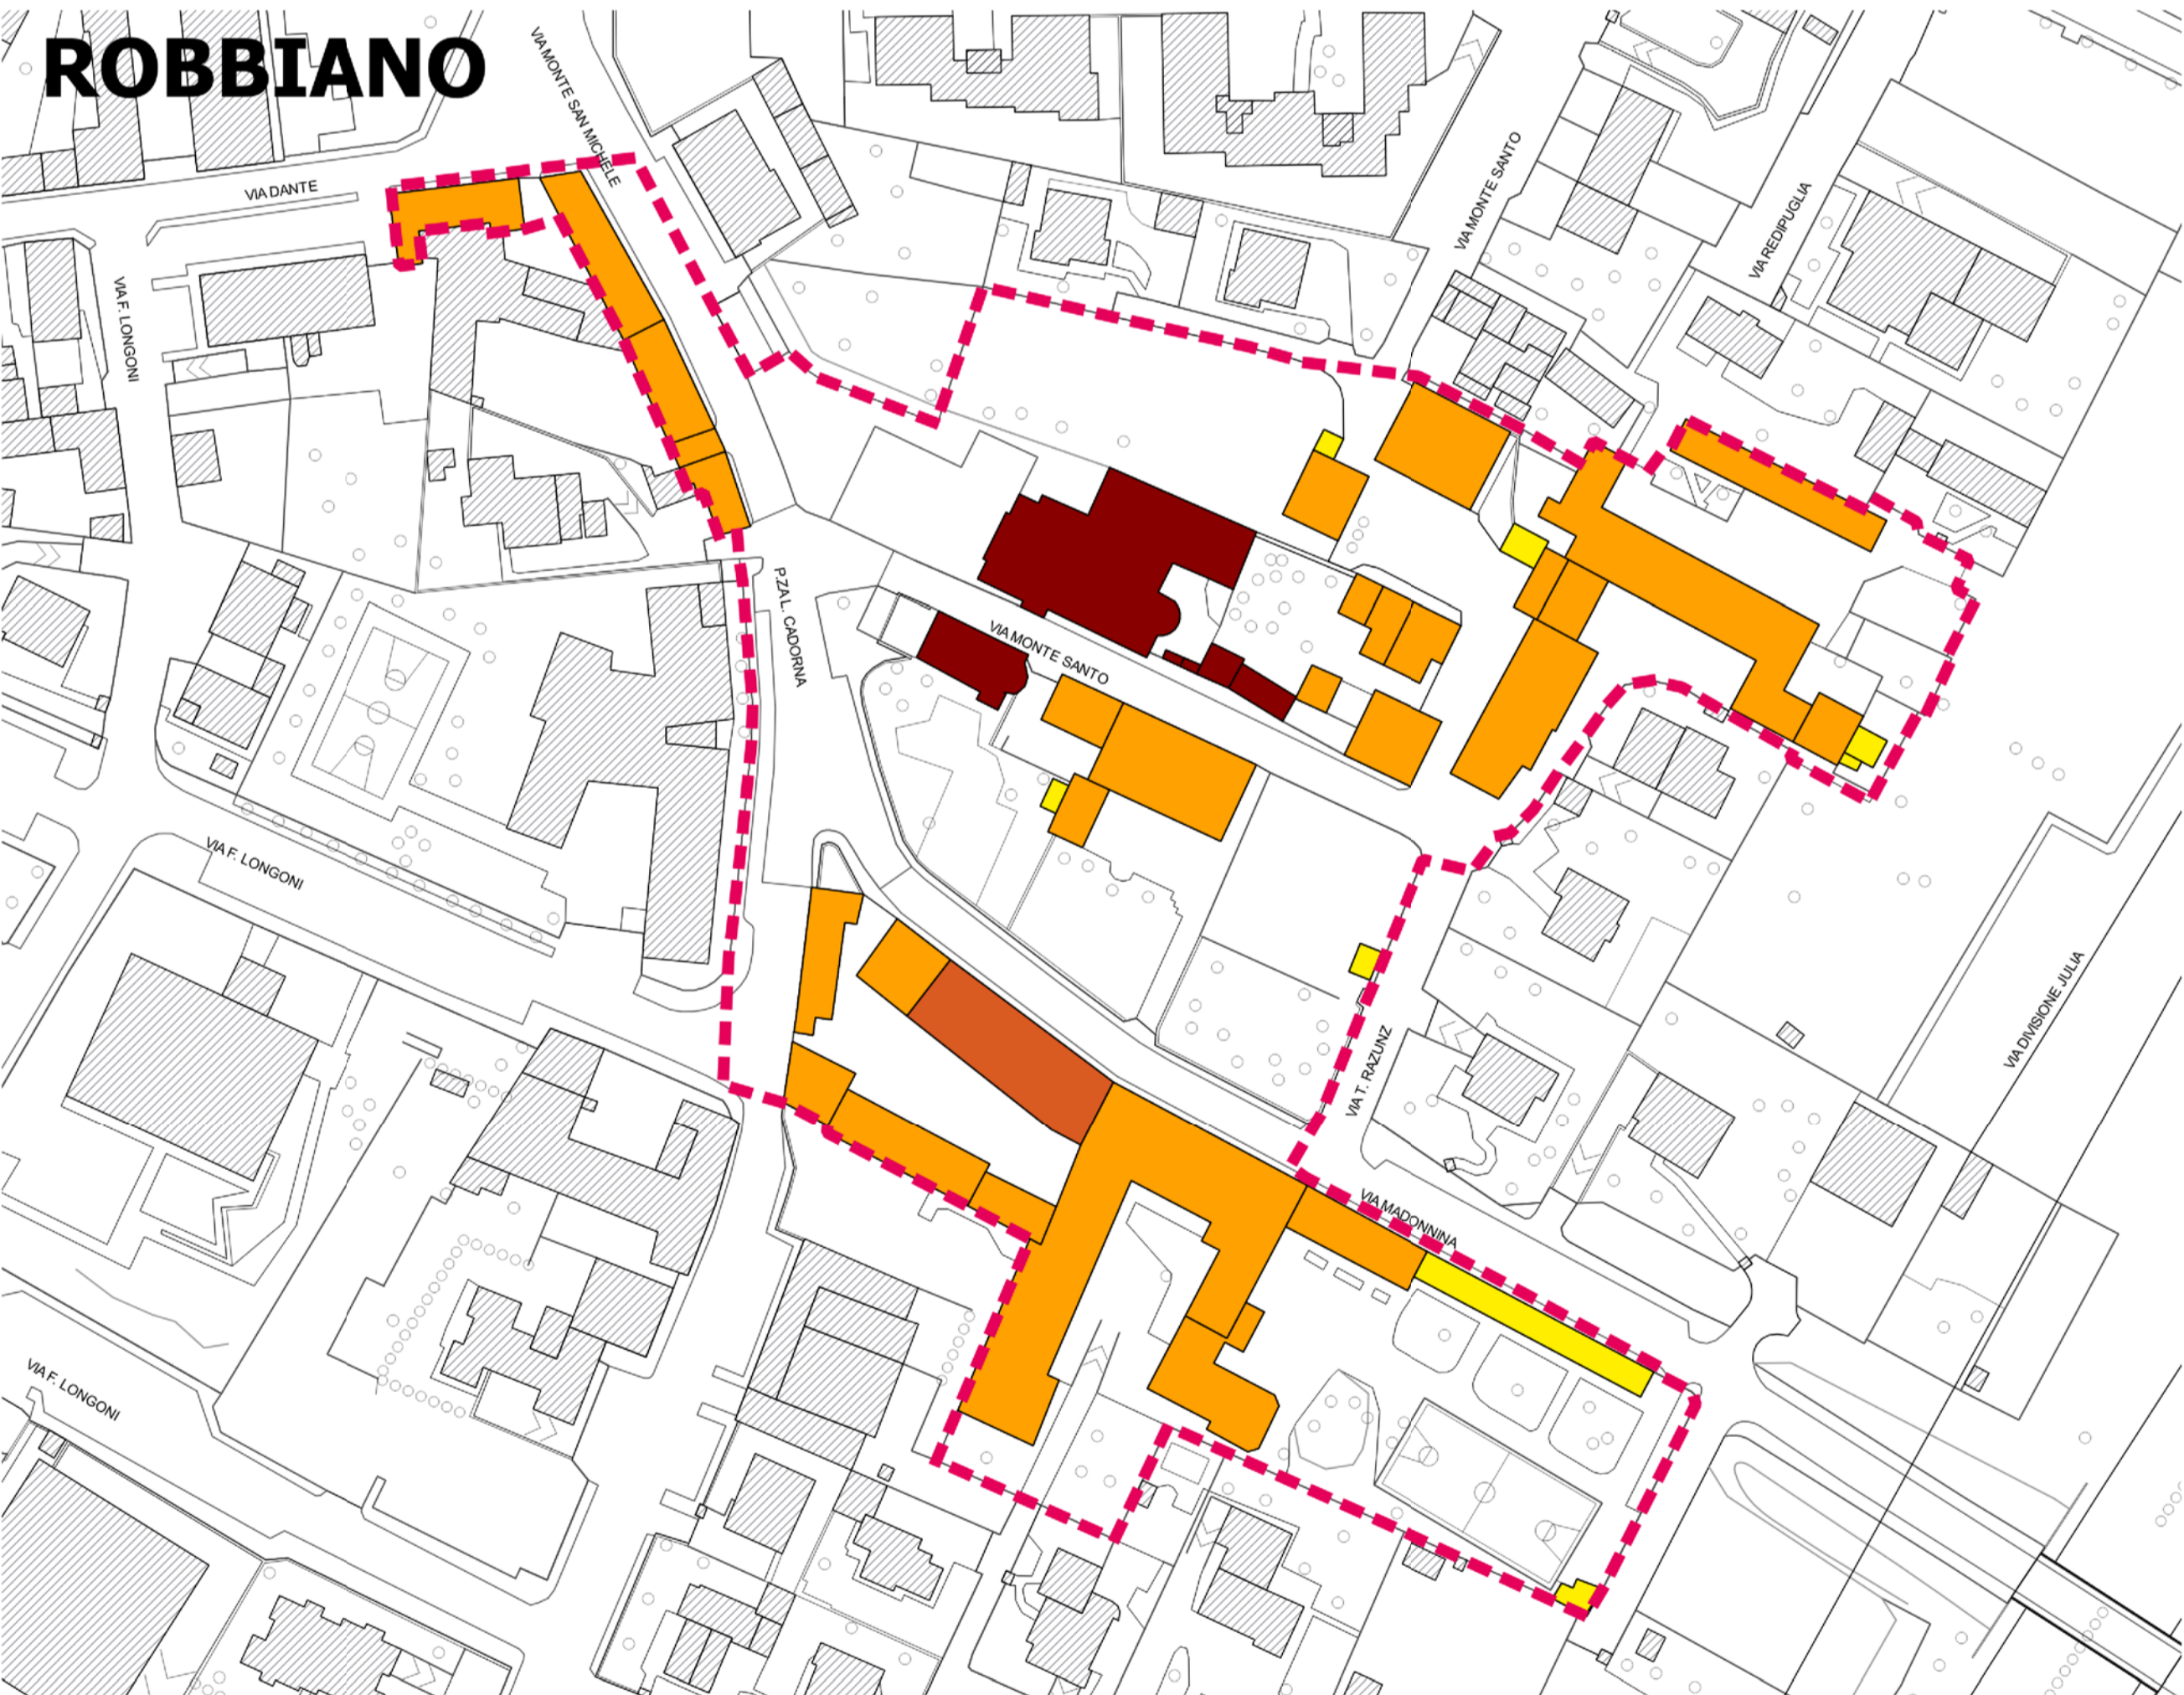 ROBBIANO
VIA MONTE SAN MICHELE
VIA DANTE
VIA MONTE SANTO
VIA REDIPUGLIA
VIA F. LONGONI
P.ZA L. CADORNA
VIA MONTE SANTO
VIA F. LONGONI
VIA DIVISIONE JULIA
VIA T. RAZUNZ
VIA MADONNINA
VIA F. LONGONI